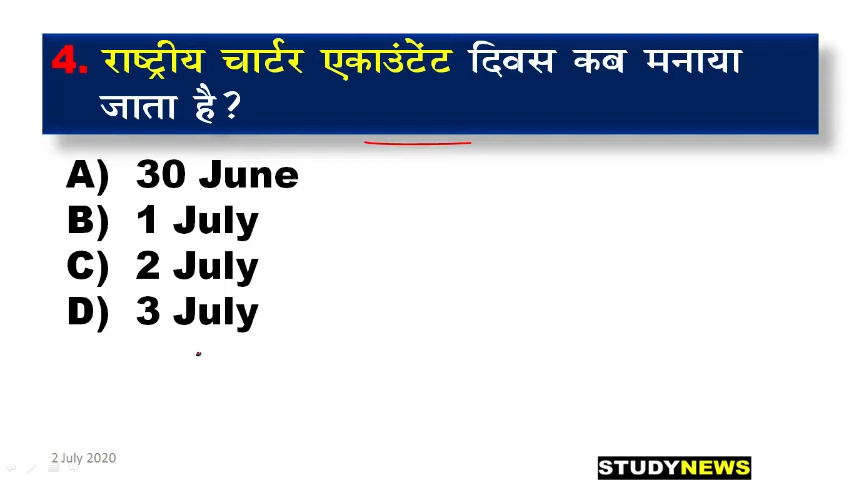 4. राष्ट्रीय चार्टर एकाउंटेंट दिवस कब मनाया
जाता है?
A) 30 June
B) 1 July
C) 2 July
D) 3 July
2 July 2020
STUDYNEWS